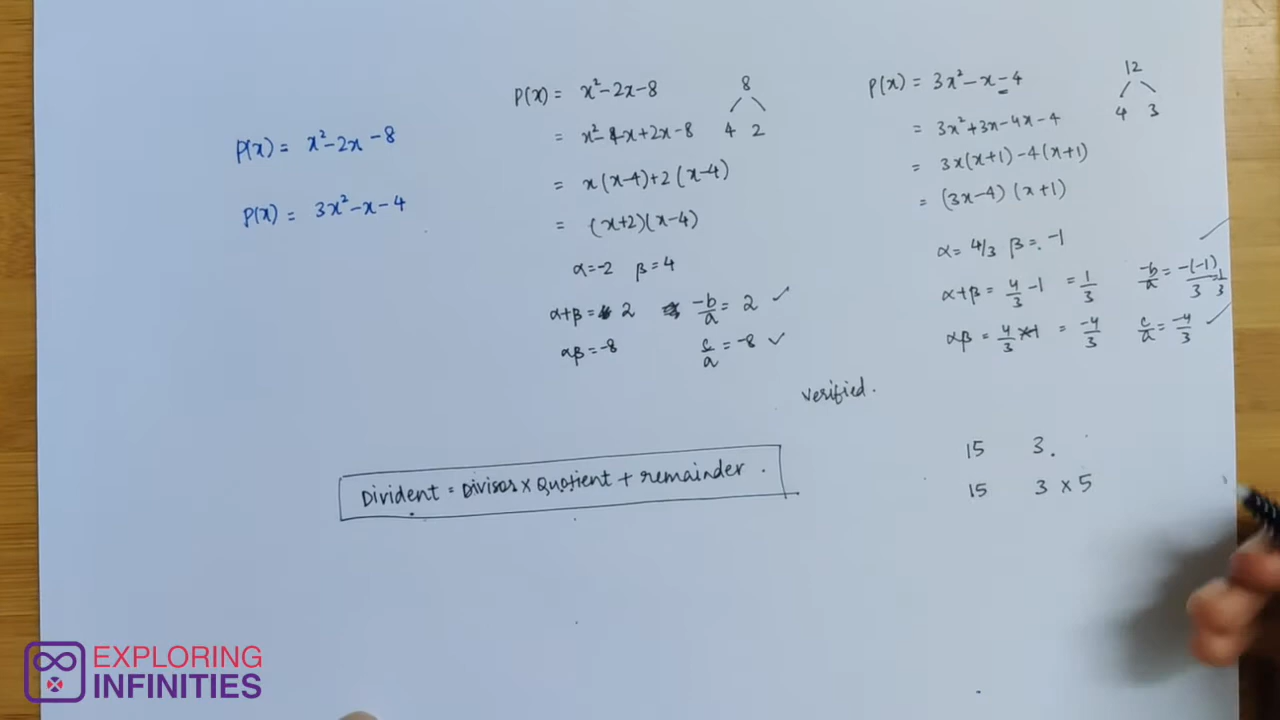 P(x) = x²-2x-8
P(x) = 3x²-x-4
P(x) = x²-2x-8
= x²-4x+2x-8
= x(x-4)+2(x-4)
= (x+2)(x-4)
α=-2 β=4
α+β = 2 -b/a = 2 ✓
αβ = -8 c/a = -8 ✓
8
4 2
P(x) = 3x²-x-4
= 3x²+3x-4x-4
= 3x(x+1)-4(x+1)
= (3x-4)(x+1)
α= 4/3 β= -1
α+β = 4/3 -1 = 1/3 -b/a = -(-1)/3 = 1/3 ✓
αβ = 4/3 x-1 = -4/3 c/a = -4/3 ✓
12
4 3
verified.
Divident = Divisor x Quotient + remainder.
15 3.
15 3 x 5
EXPLORING
INFINITIES